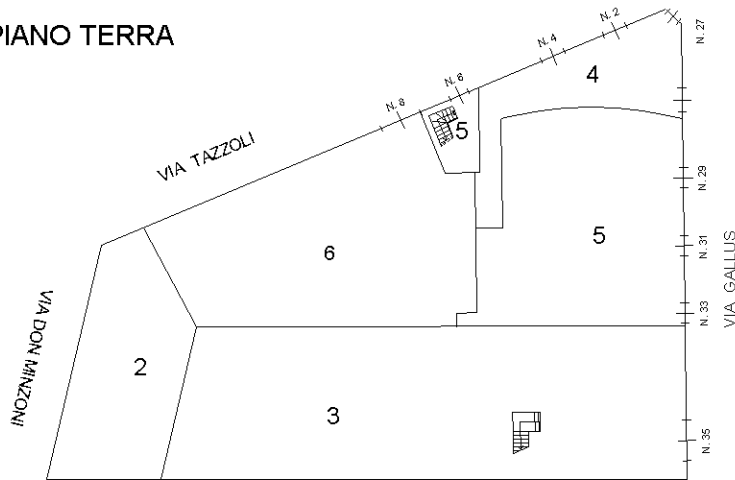 PIANO TERRA
N. 2
N. 27
N. 4
4
N. 6
N. 8
5
VIA TAZZOLI
N. 29
5
N. 31
VIA GALLUS
6
N. 33
VIA DON MINZONI
2
3
N. 35